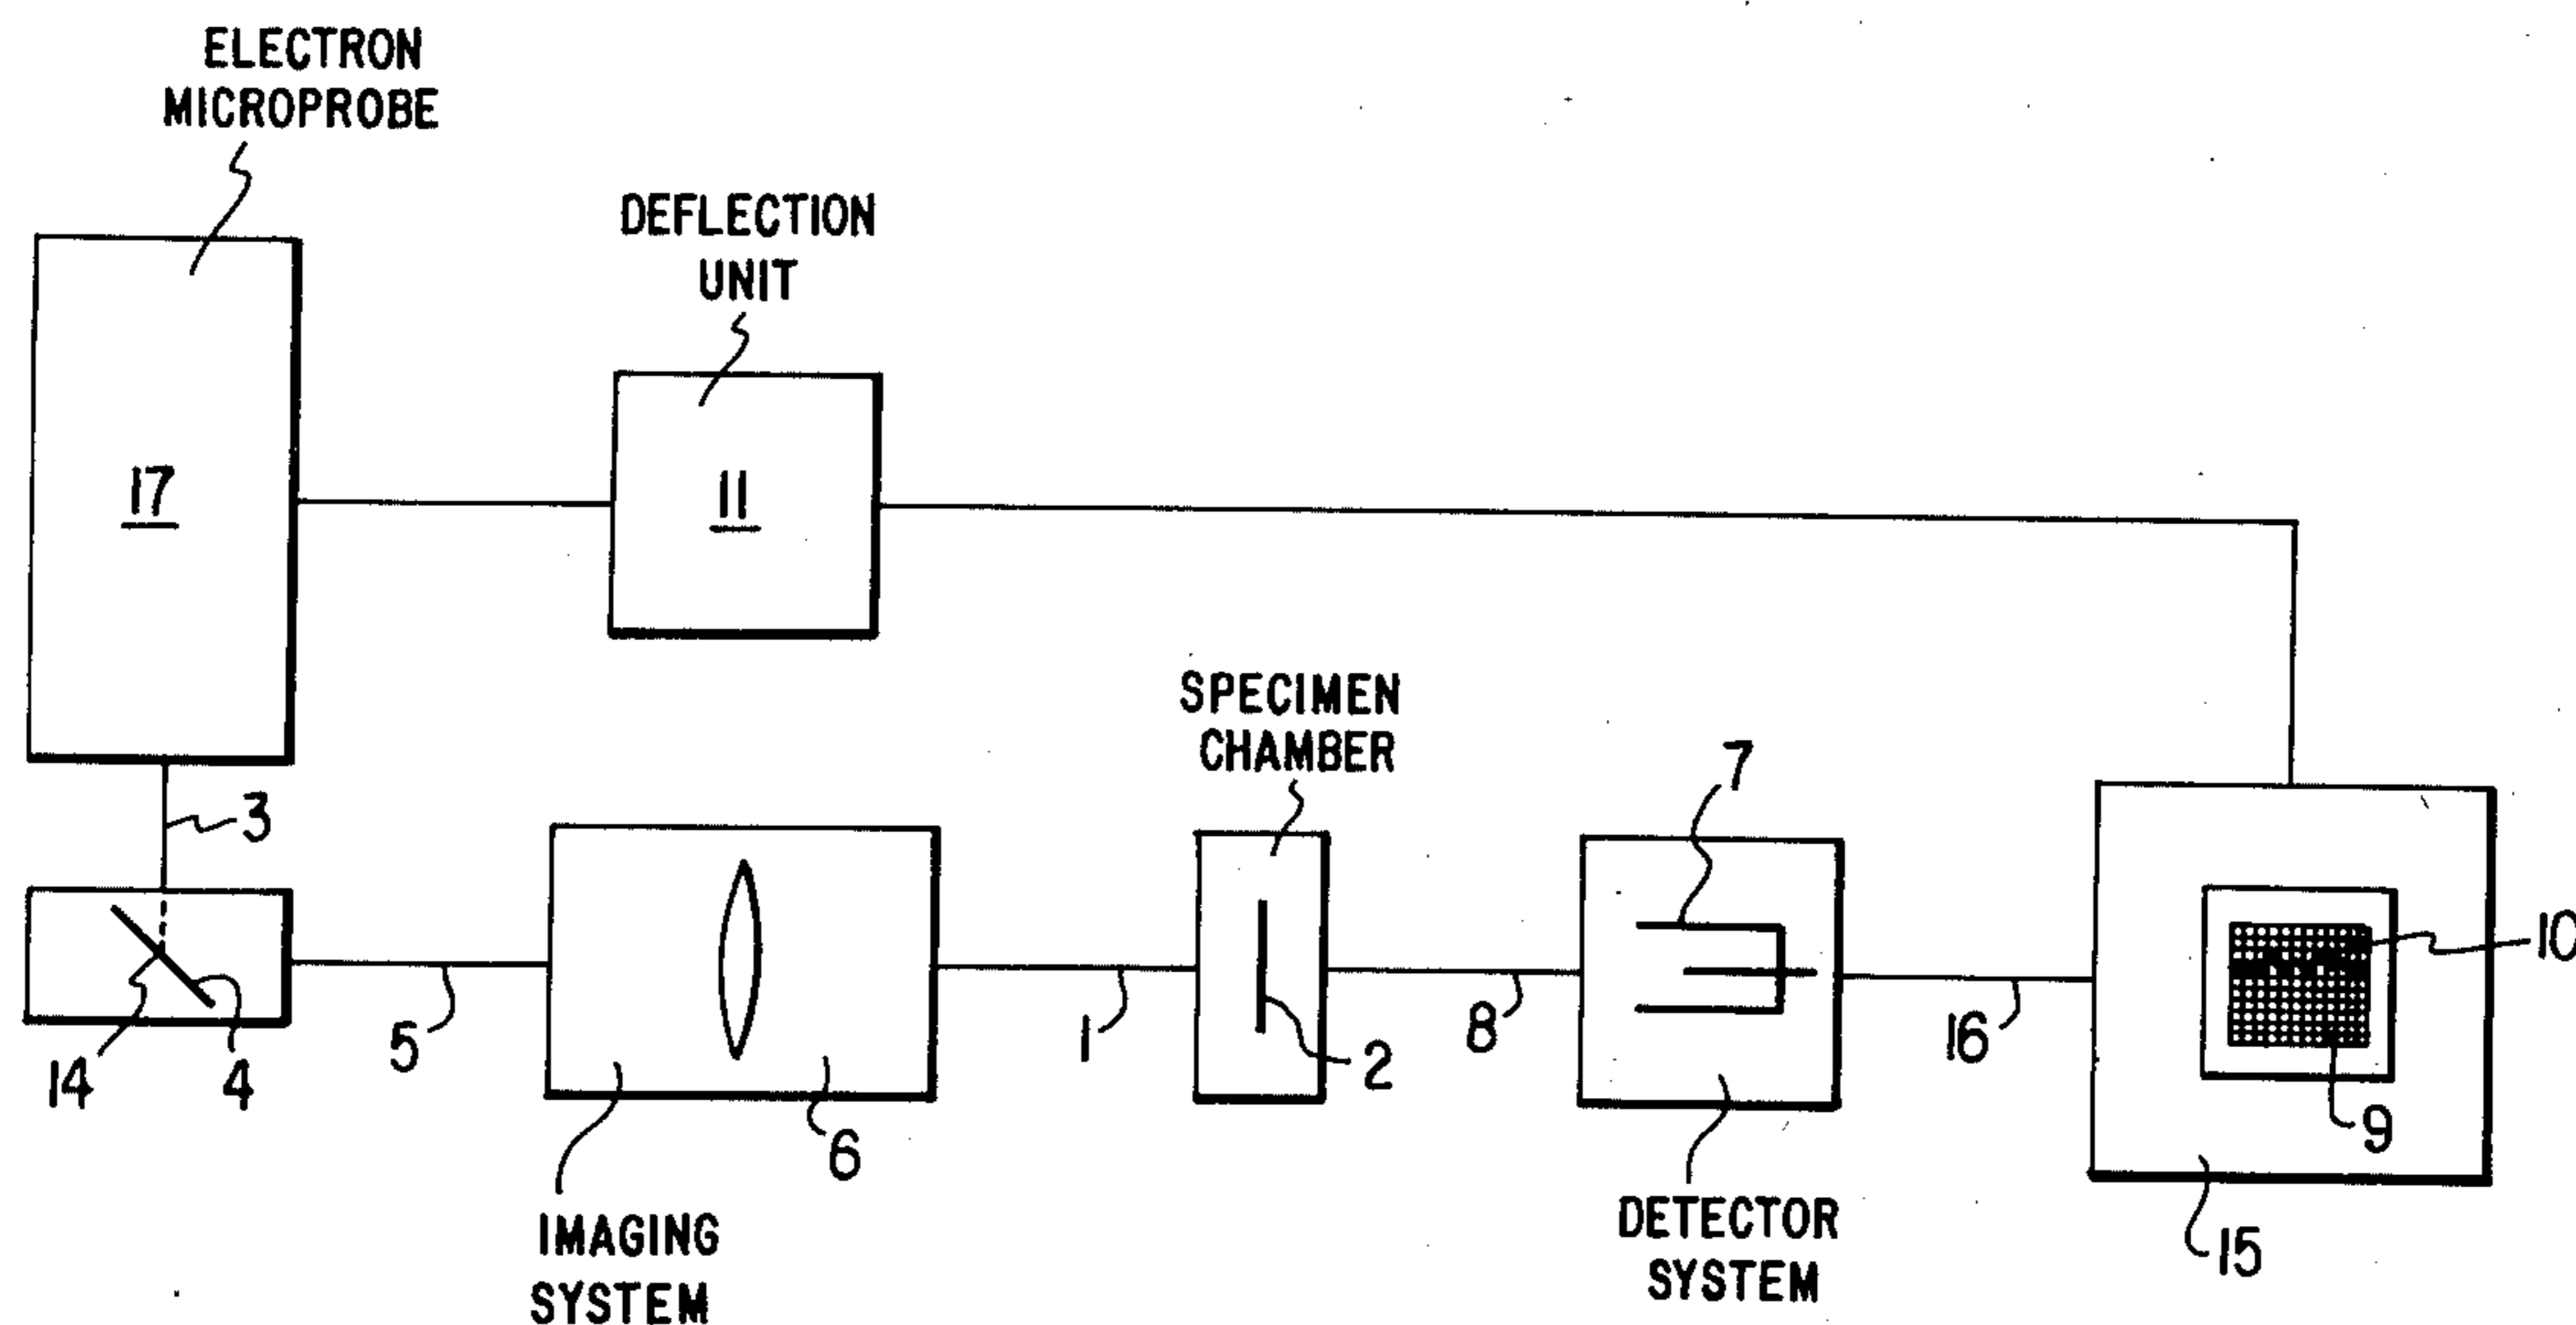 ELECTRON
MICROPROBE
DEFLECTION
UNIT
17
11
SPECIMEN
CHAMBER
7
3
10
14
4
5
6
1
2
8
16
9
15
IMAGING
SYSTEM
DETECTOR
SYSTEM